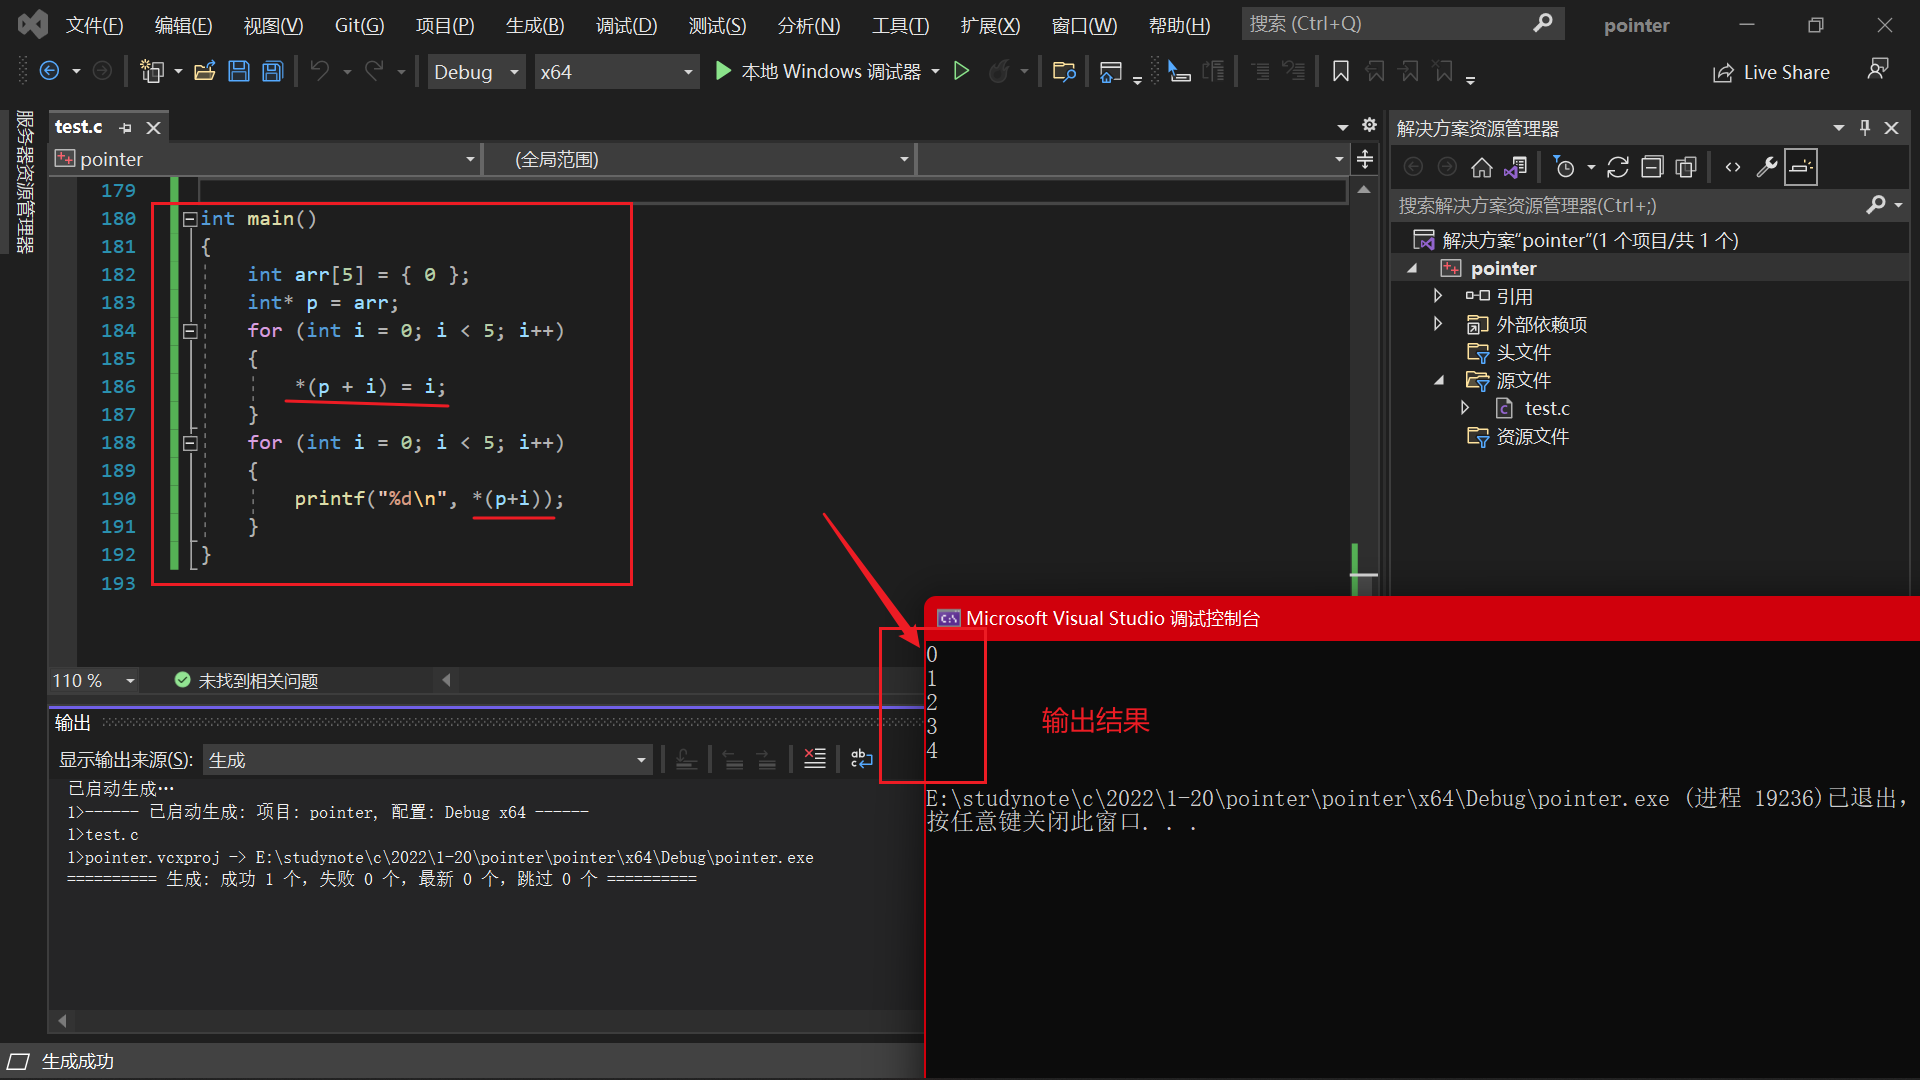 文件(F) 编辑(E) 视图(V) Git(G) 项目(P) 生成(B) 调试(D) 测试(S) 分析(N) 工具(T) 扩展(X) 窗口(W) 帮助(H) 搜索 (Ctrl+Q) pointer
Debug x64 本地 Windows 调试器 Live Share
服务器资源管理器
test.c
pointer (全局范围)
179
180 int main()
181 {
182 int arr[5] = { 0 };
183 int* p = arr;
184 for (int i = 0; i < 5; i++)
185 {
186 *(p + i) = i;
187 }
188 for (int i = 0; i < 5; i++)
189 {
190 printf("%d\n", *(p+i));
191 }
192 }
193
110 % 未找到相关问题
解决方案资源管理器
搜索解决方案资源管理器(Ctrl+;)
解决方案"pointer"(1 个项目/共 1 个)
pointer
引用
外部依赖项
头文件
源文件
test.c
资源文件
输出
显示输出来源(S): 生成
已启动生成…
1>------ 已启动生成: 项目: pointer, 配置: Debug x64 ------
1>test.c
1>pointer.vcxproj -> E:\studynote\c\2022\1-20\pointer\pointer\x64\Debug\pointer.exe
========== 生成: 成功 1 个，失败 0 个，最新 0 个，跳过 0 个 ==========
Microsoft Visual Studio 调试控制台
0
1
2
3
4
输出结果
E:\studynote\c\2022\1-20\pointer\pointer\x64\Debug\pointer.exe (进程 19236)已退出，
按任意键关闭此窗口. . .
生成成功